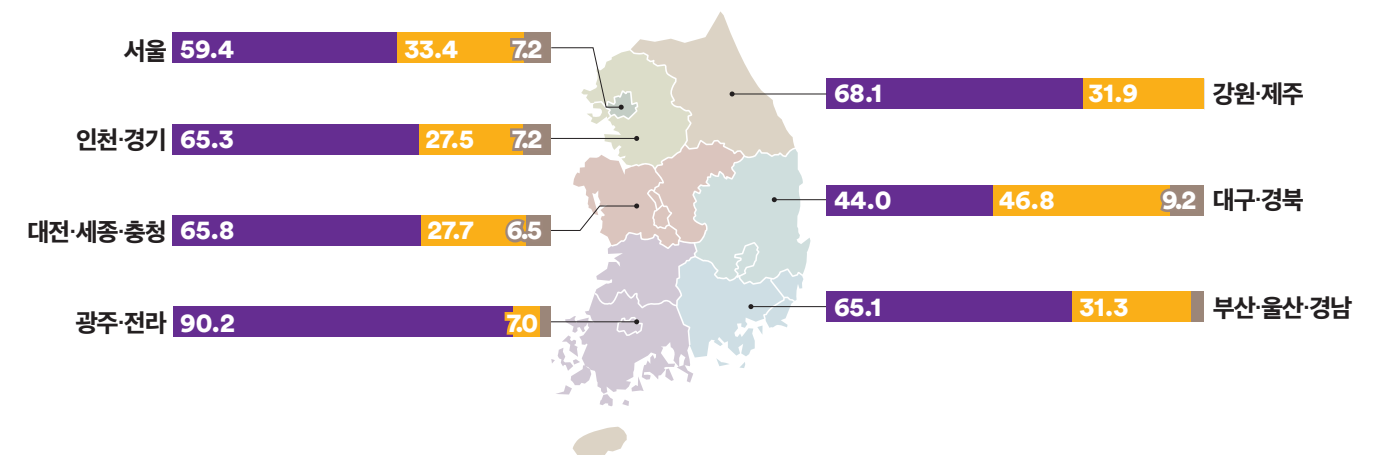 서울 59.4 33.4 7.2
인천·경기 65.3 27.5 7.2
대전·세종·충청 65.8 27.7 6.5
광주·전라 90.2 7.0
68.1 31.9 강원·제주
44.0 46.8 9.2 대구·경북
65.1 31.3 부산·울산·경남